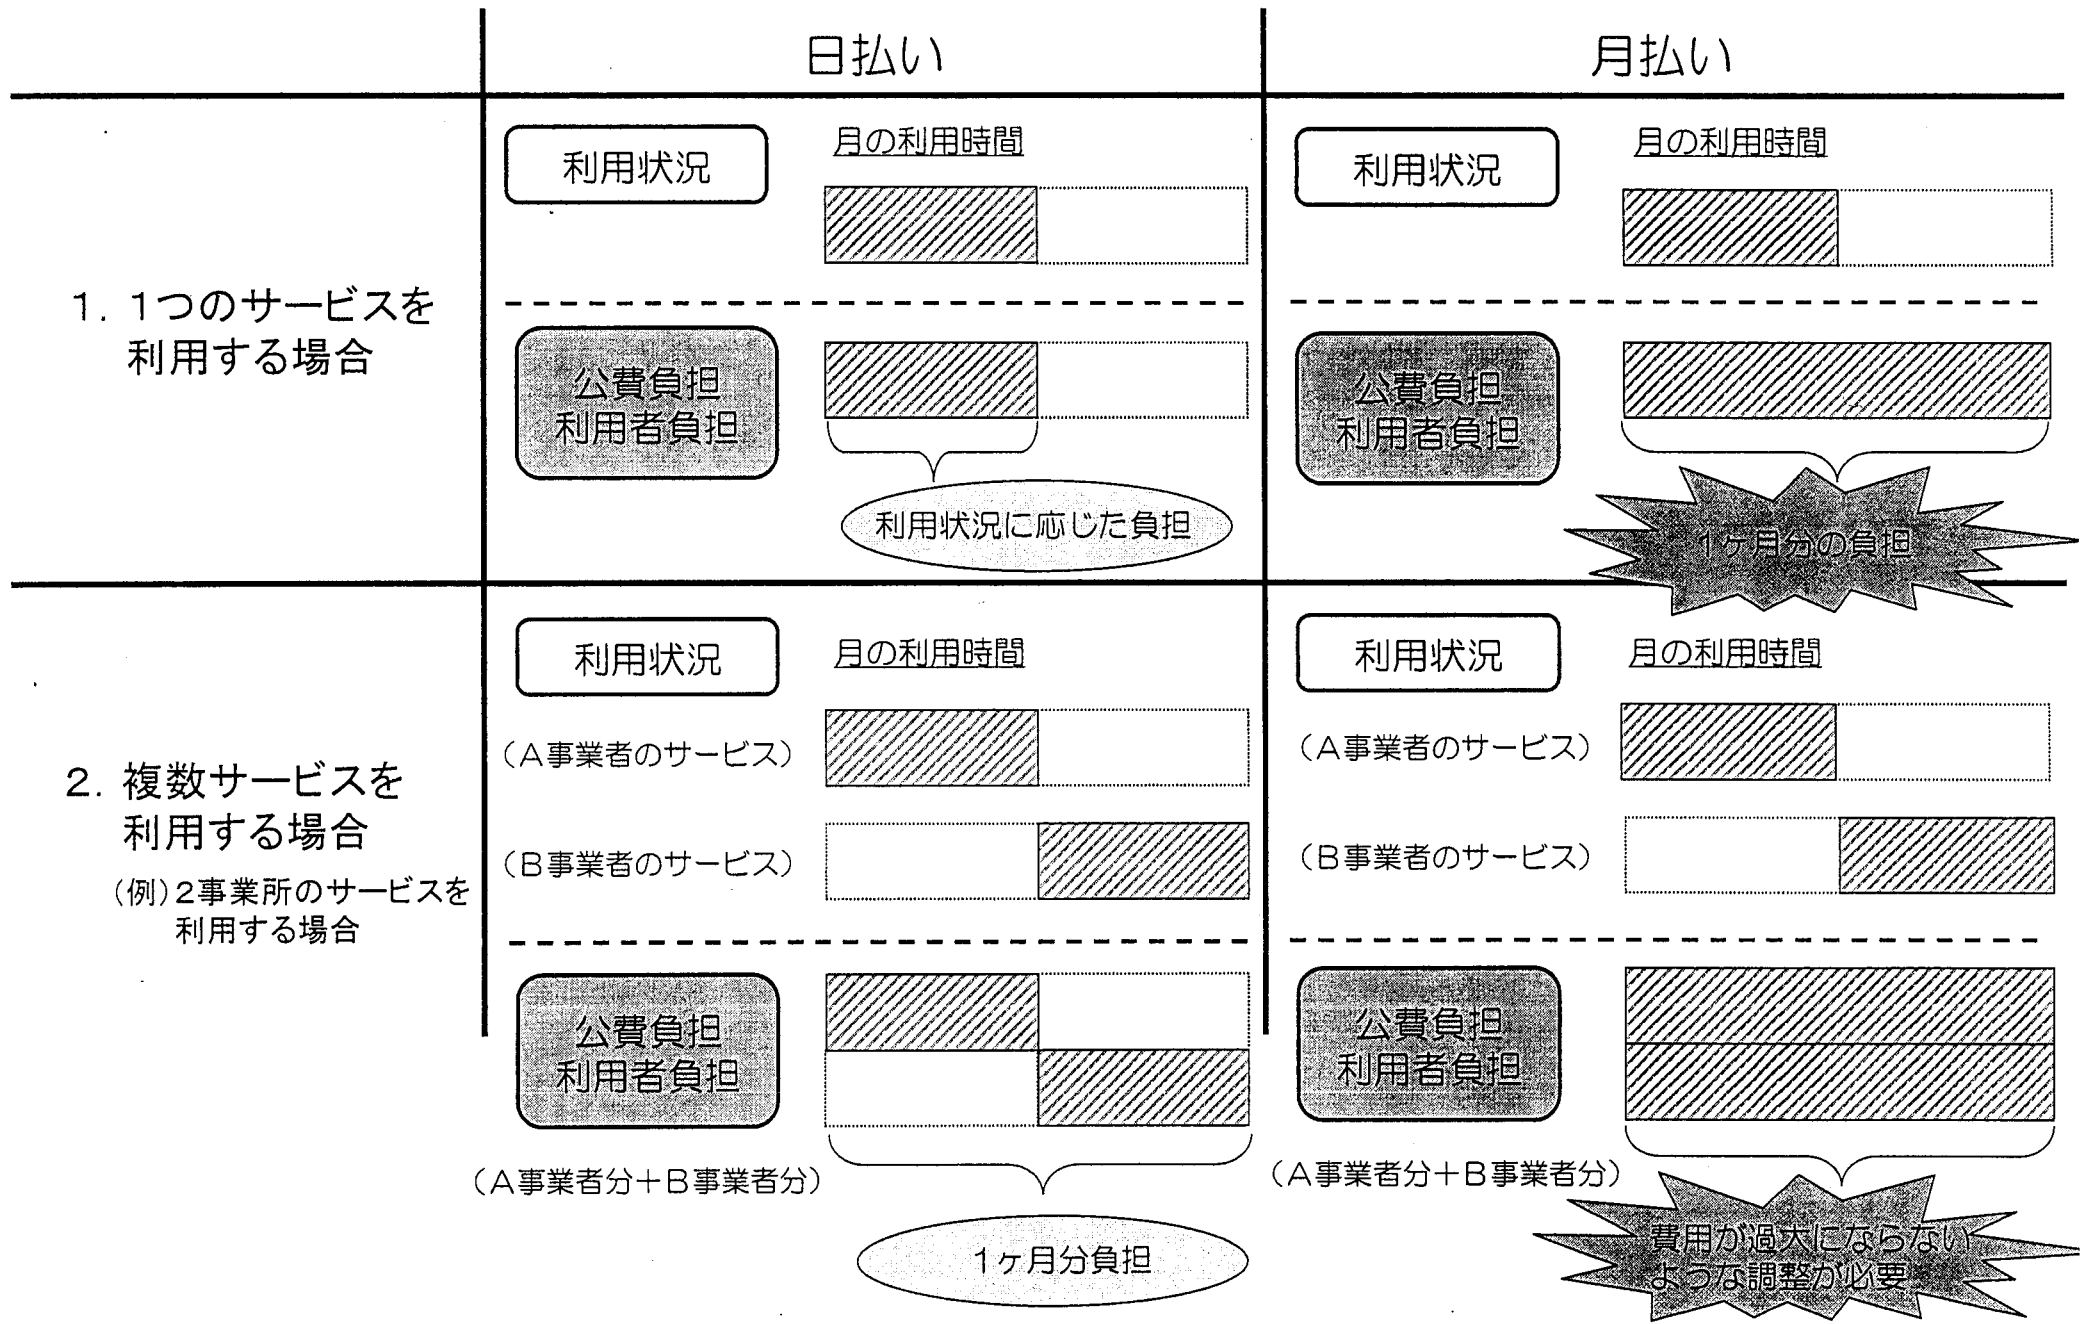 日払い
月払い
1. 1つのサービスを
利用する場合
利用状況
月の利用時間
公費負担
利用者負担
利用状況に応じた負担
利用状況
月の利用時間
公費負担
利用者負担
1ヶ月分の負担
2. 複数サービスを
利用する場合
(例)2事業所のサービスを
利用する場合
利用状況
月の利用時間
(A事業者のサービス)
(B事業者のサービス)
公費負担
利用者負担
(A事業者分+B事業者分)
1ヶ月分負担
利用状況
月の利用時間
(A事業者のサービス)
(B事業者のサービス)
公費負担
利用者負担
(A事業者分+B事業者分)
費用が過大にならない
ような調整が必要